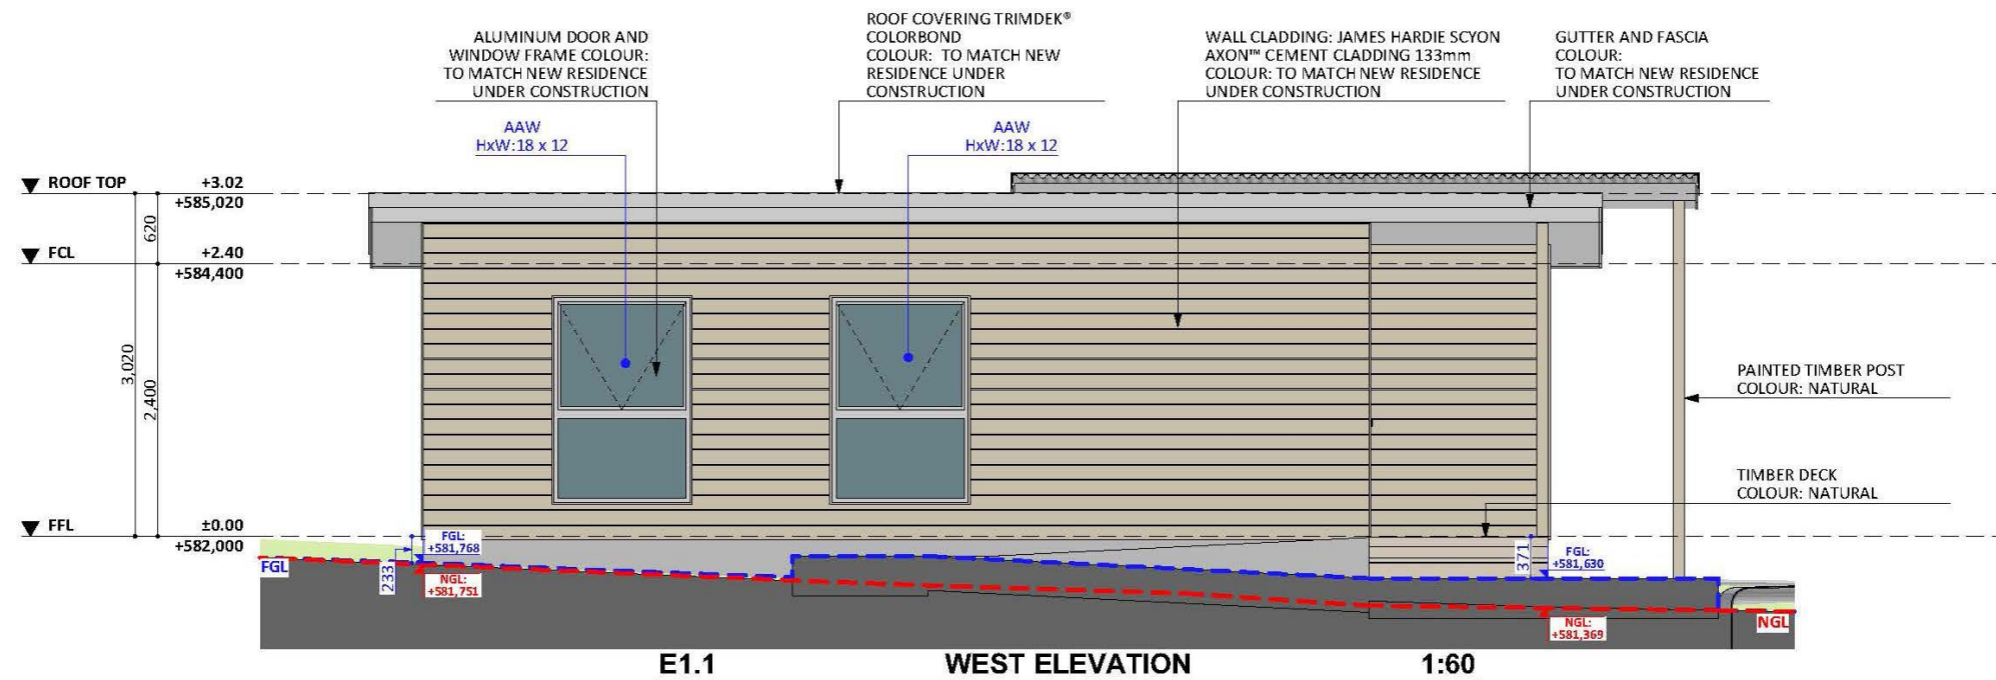 ALUMINUM DOOR AND
WINDOW FRAME COLOUR:
TO MATCH NEW RESIDENCE
UNDER CONSTRUCTION
ROOF COVERING TRIMDEK®
COLORBOND
COLOUR: TO MATCH NEW
RESIDENCE UNDER
CONSTRUCTION
WALL CLADDING: JAMES HARDIE SCYON
AXON™ CEMENT CLADDING 133mm
COLOUR: TO MATCH NEW RESIDENCE
UNDER CONSTRUCTION
GUTTER AND FASCIA
COLOUR:
TO MATCH NEW RESIDENCE
UNDER CONSTRUCTION
AAW
HxW:18 x 12
AAW
HxW:18 x 12
ROOF TOP +3.02
+585,020
620
FCL +2.40
+584,400
3,020
2,400
PAINTED TIMBER POST
COLOUR: NATURAL
TIMBER DECK
COLOUR: NATURAL
FFL ±0.00
+582,000
FGL:
+581,768
FGL
233
NGL:
+581,751
371
FGL:
+581,630
NGL:
+581,369
NGL
E1.1 WEST ELEVATION 1:60